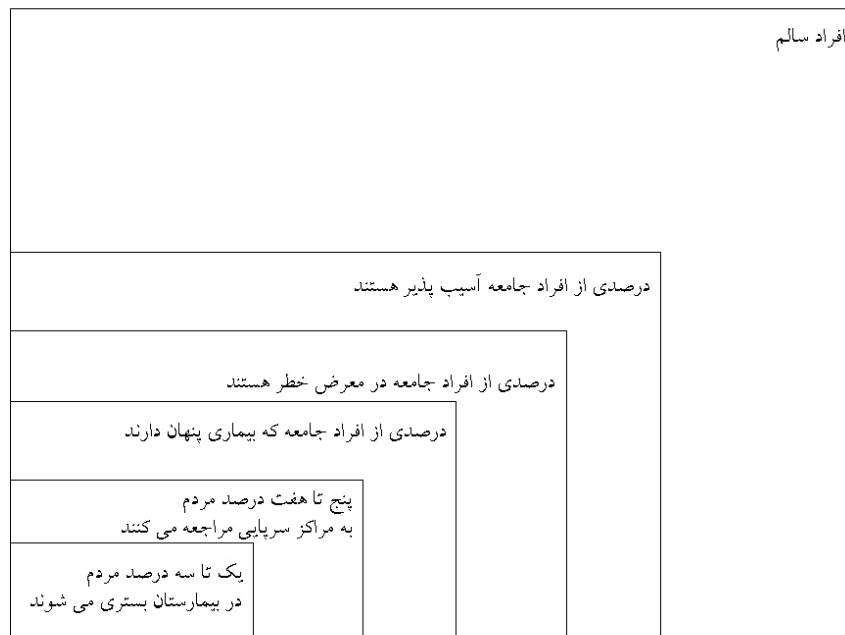 افراد سالم
درصدی از افراد جامعه آسیب پذیر هستند
درصدی از افراد جامعه در معرض خطر هستند
درصدی از افراد جامعه که بیماری پنهان دارند
پنج تا هفت درصد مردم
به مراکز سرپایی مراجعه می کنند
یک تا سه درصد مردم
در بیمارستان بستری می شوند